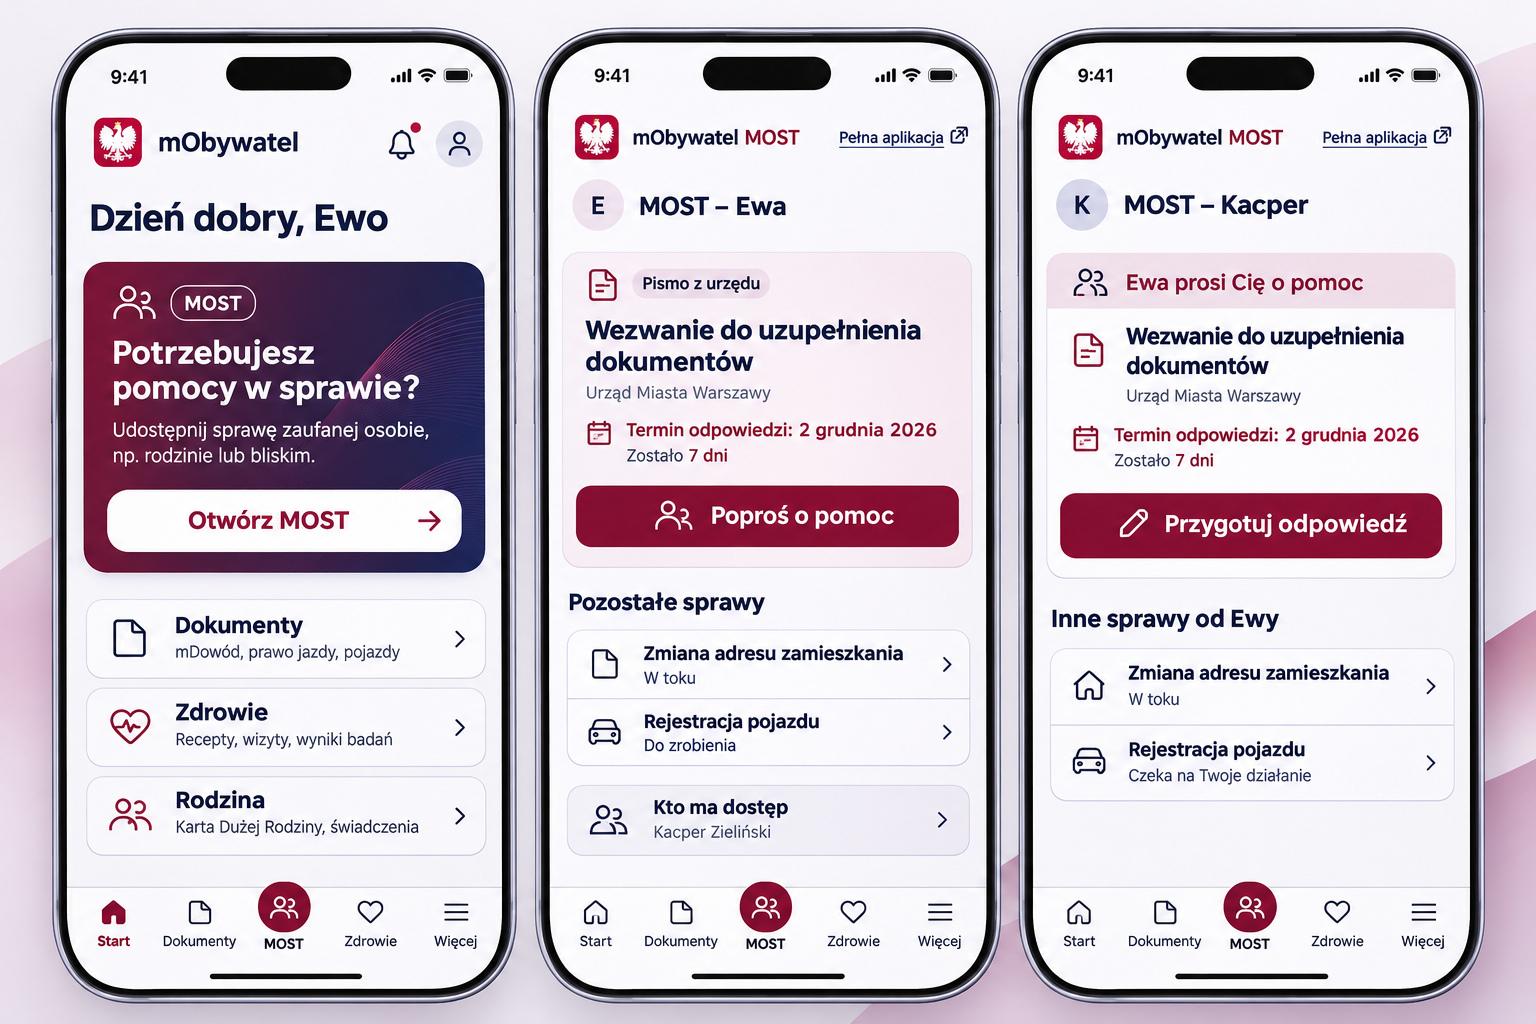 9:41
mObywatel
Dzień dobry, Ewo
MOST
Potrzebujesz
pomocy w sprawie?
Udostępnij sprawę zaufanej osobie,
np. rodzinie lub bliskim.
Otwórz MOST
Dokumenty
mDowód, prawo jazdy, pojazdy
Zdrowie
Recepty, wizyty, wyniki badań
Rodzina
Karta Dużej Rodziny, świadczenia
Start
Dokumenty
MOST
Zdrowie
Więcej
9:41
mObywatel MOST
Pełna aplikacja
E
MOST – Ewa
Pismo z urzędu
Wezwanie do uzupełnienia
dokumentów
Urząd Miasta Warszawy
Termin odpowiedzi: 2 grudnia 2026
Zostało 7 dni
Poproś o pomoc
Pozostałe sprawy
Zmiana adresu zamieszkania
W toku
Rejestracja pojazdu
Do zrobienia
Kto ma dostęp
Kacper Zieliński
Start
Dokumenty
MOST
Zdrowie
Więcej
9:41
mObywatel MOST
Pełna aplikacja
K
MOST – Kacper
Ewa prosi Cię o pomoc
Wezwanie do uzupełnienia
dokumentów
Urząd Miasta Warszawy
Termin odpowiedzi: 2 grudnia 2026
Zostało 7 dni
Przygotuj odpowiedź
Inne sprawy od Ewy
Zmiana adresu zamieszkania
W toku
Rejestracja pojazdu
Czeka na Twoje działanie
Start
Dokumenty
MOST
Zdrowie
Więcej